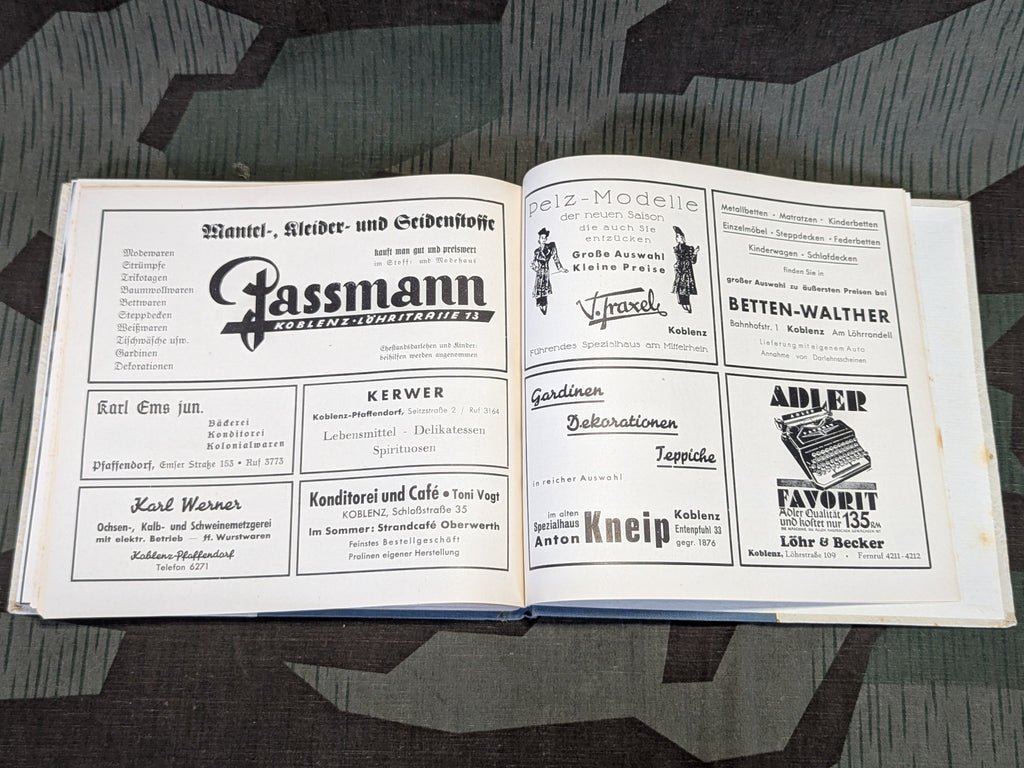 Mantel-, Kleider- und Seidenstoffe
kauft man gut und preiswert
im Stoff- und Modehaus
Modewaren
Strümpfe
Trikotagen
Baumwollwaren
Bettwaren
Steppdecken
Weißwaren
Tischwäsche usw.
Gardinen
Dekorationen
Passmann
KOBLENZ·LÖHRSTRAßE 13
Ehestandsdarlehen und Kinder-
beihilfen werden angenommen
Karl Ems jun.
Bäckerei
Konditorei
Kolonialwaren
Pfaffendorf, Emser Straße 153 • Ruf 3773
KERWER
Koblenz-Pfaffendorf, Seitzstraße 2 / Ruf 3164
Lebensmittel - Delikatessen
Spirituosen
Karl Werner
Ochsen-, Kalb- und Schweinemetzgerei
mit elektr. Betrieb — ff. Wurstwaren
Koblenz-Pfaffendorf
Telefon 6271
Konditorei und Café • Toni Vogt
KOBLENZ, Schloßstraße 35
Im Sommer: Strandcafé Oberwerth
Feinstes Bestellgeschäft
Pralinen eigener Herstellung
Pelz-Modelle
der neuen Saison
die auch Sie
entzücken
Große Auswahl
Kleine Preise
Koblenz
Führendes Spezialhaus am Mittelrhein
Metallbetten - Matratzen - Kinderbetten
Einzelmöbel - Steppdecken - Federbetten
Kinderwagen - Schlafdecken
finden Sie in
großer Auswahl zu äußersten Preisen bei
BETTEN-WALTHER
Bahnhofstr. 1 Koblenz Am Löhrrondell
Lieferung mit eigenem Auto
Annahme von Darlehnsscheinen
Gardinen
Dekorationen
Teppiche
in reicher Auswahl
im alten
Spezialhaus
Anton Kneip
Koblenz
Entenpfuhl 33
gegr. 1876
ADLER
FAVORIT
Adler Qualität
und kostet nur 135 RM
Löhr & Becker
Koblenz, Löhrstraße 109 · Fernruf 4211-4212